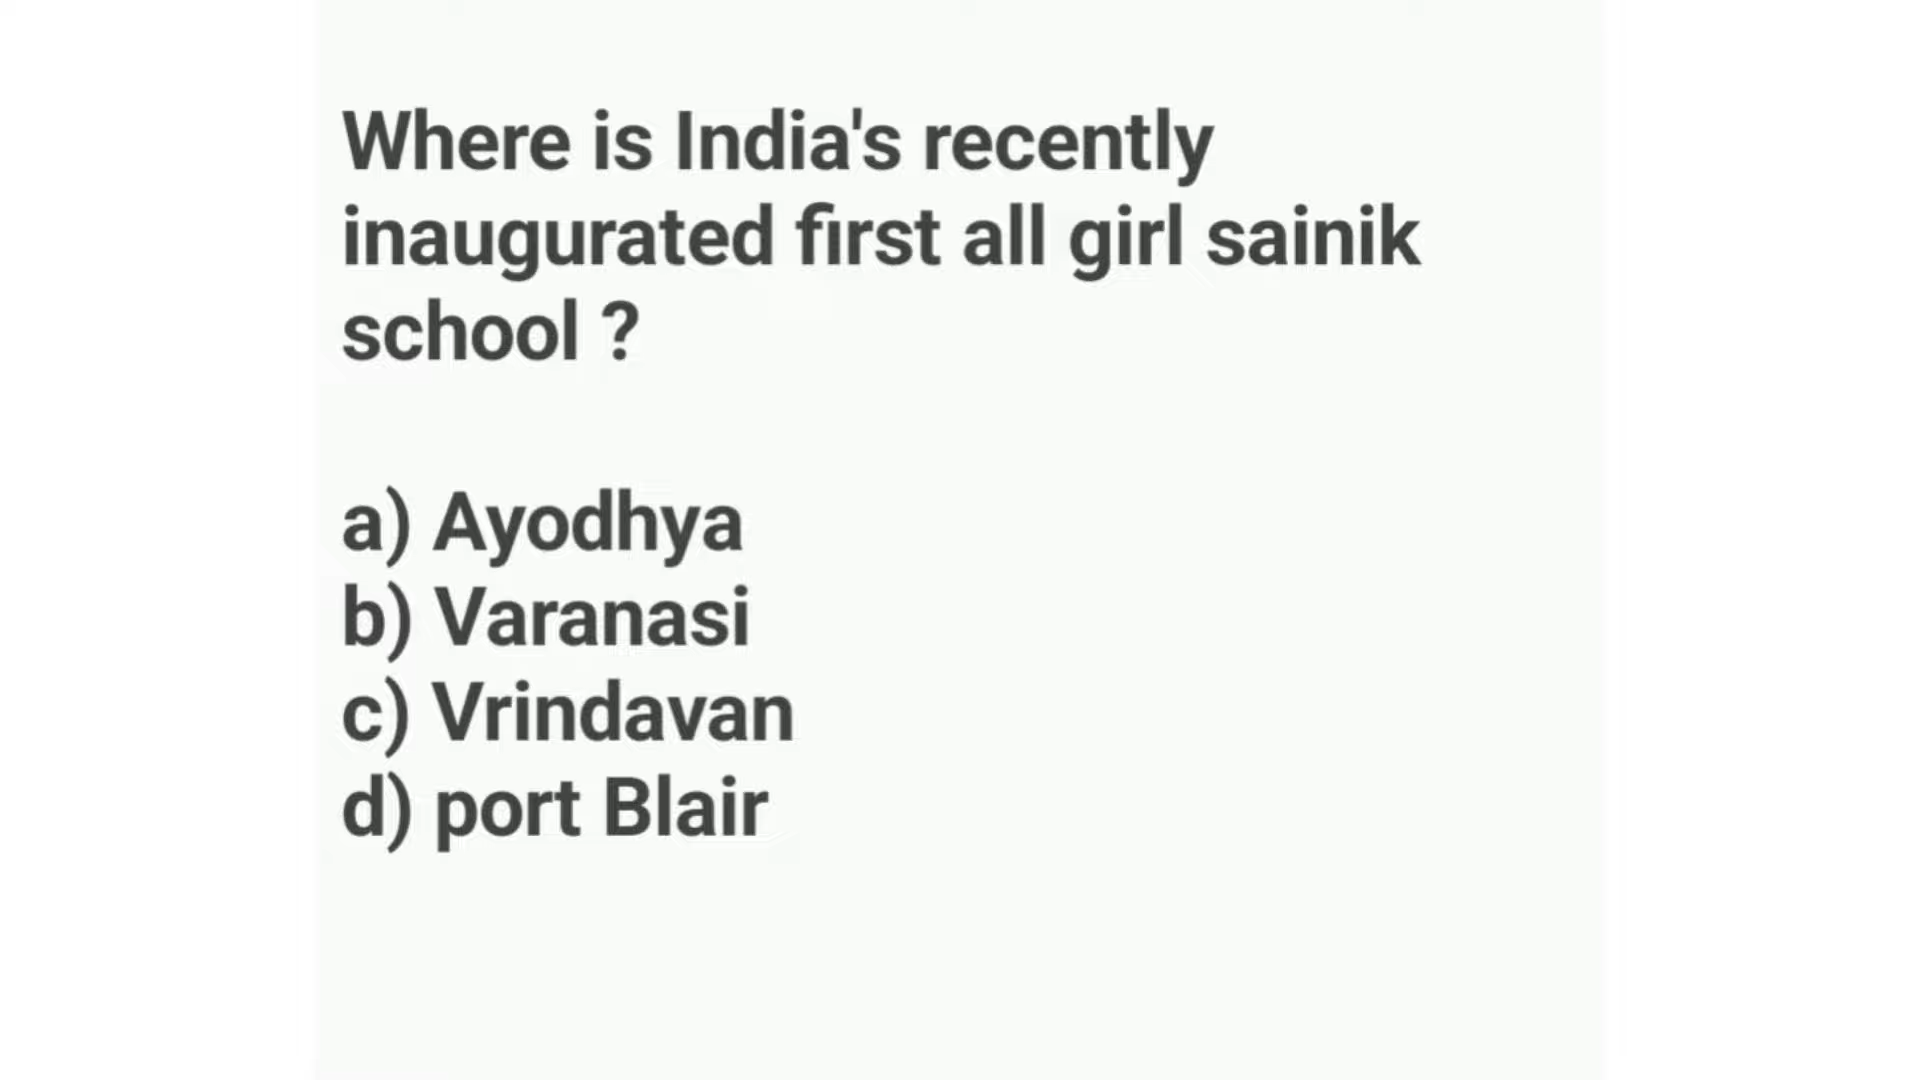 Where is India's recently
inaugurated first all girl sainik
school ?
a) Ayodhya
b) Varanasi
c) Vrindavan
d) port Blair